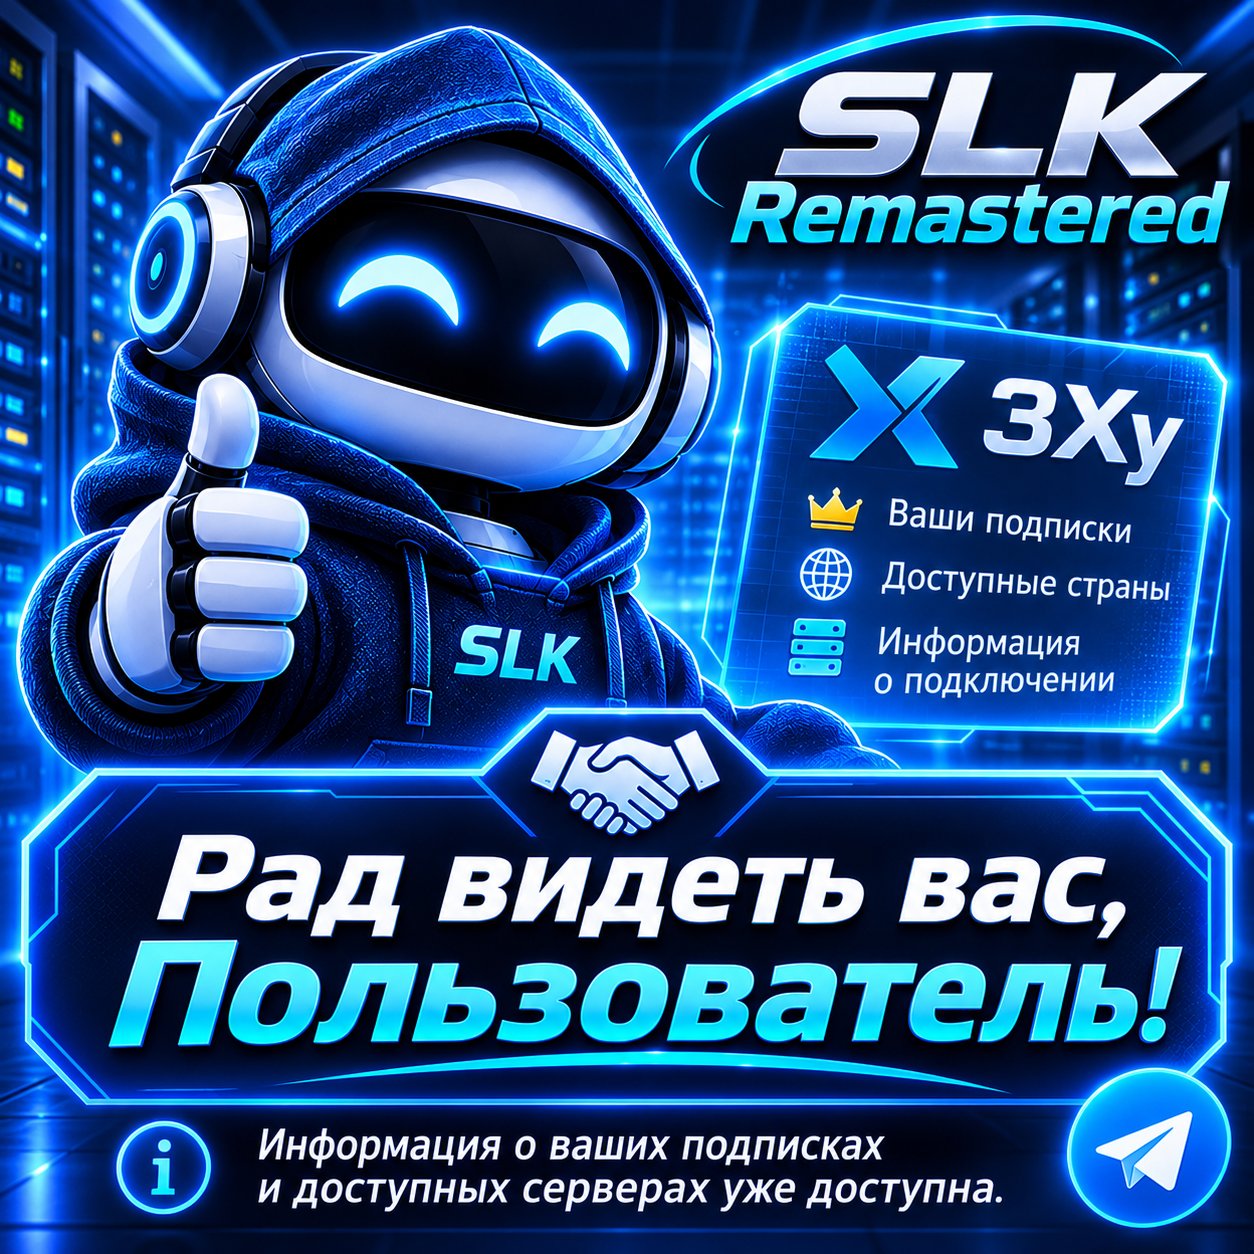 SLK
Remastered
3Xу
Ваши подписки
Доступные страны
Информация
о подключении
SLK
Рад видеть вас,
Пользователь!
Информация о ваших подписках
и доступных серверах уже доступна.